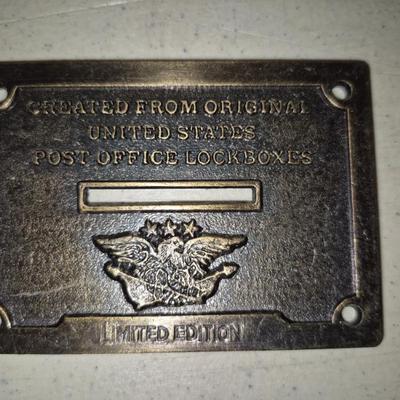 CREATED FROM ORIGINAL
UNITED STATES
POST OFFICE LOCKBOXES
LIMITED EDITION